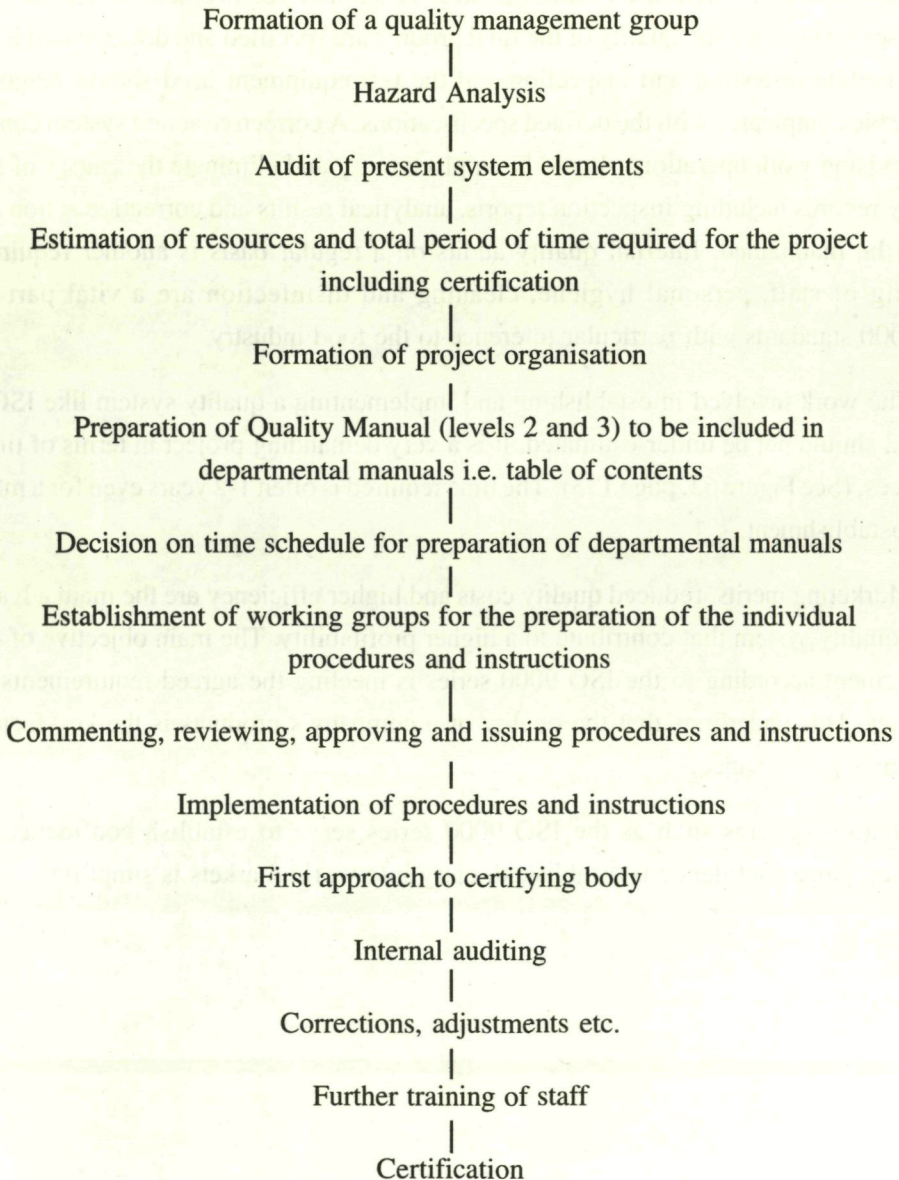 Formation of a quality management group
Hazard Analysis
Audit of present system elements
Estimation of resources and total period of time required for the project
including certification
Formation of project organisation
Preparation of Quality Manual (levels 2 and 3) to be included in
departmental manuals i.e. table of contents
Decision on time schedule for preparation of departmental manuals
Establishment of working groups for the preparation of the individual
procedures and instructions
Commenting, reviewing, approving and issuing procedures and instructions
Implementation of procedures and instructions
First approach to certifying body
Internal auditing
Corrections, adjustments etc.
Further training of staff
Certification